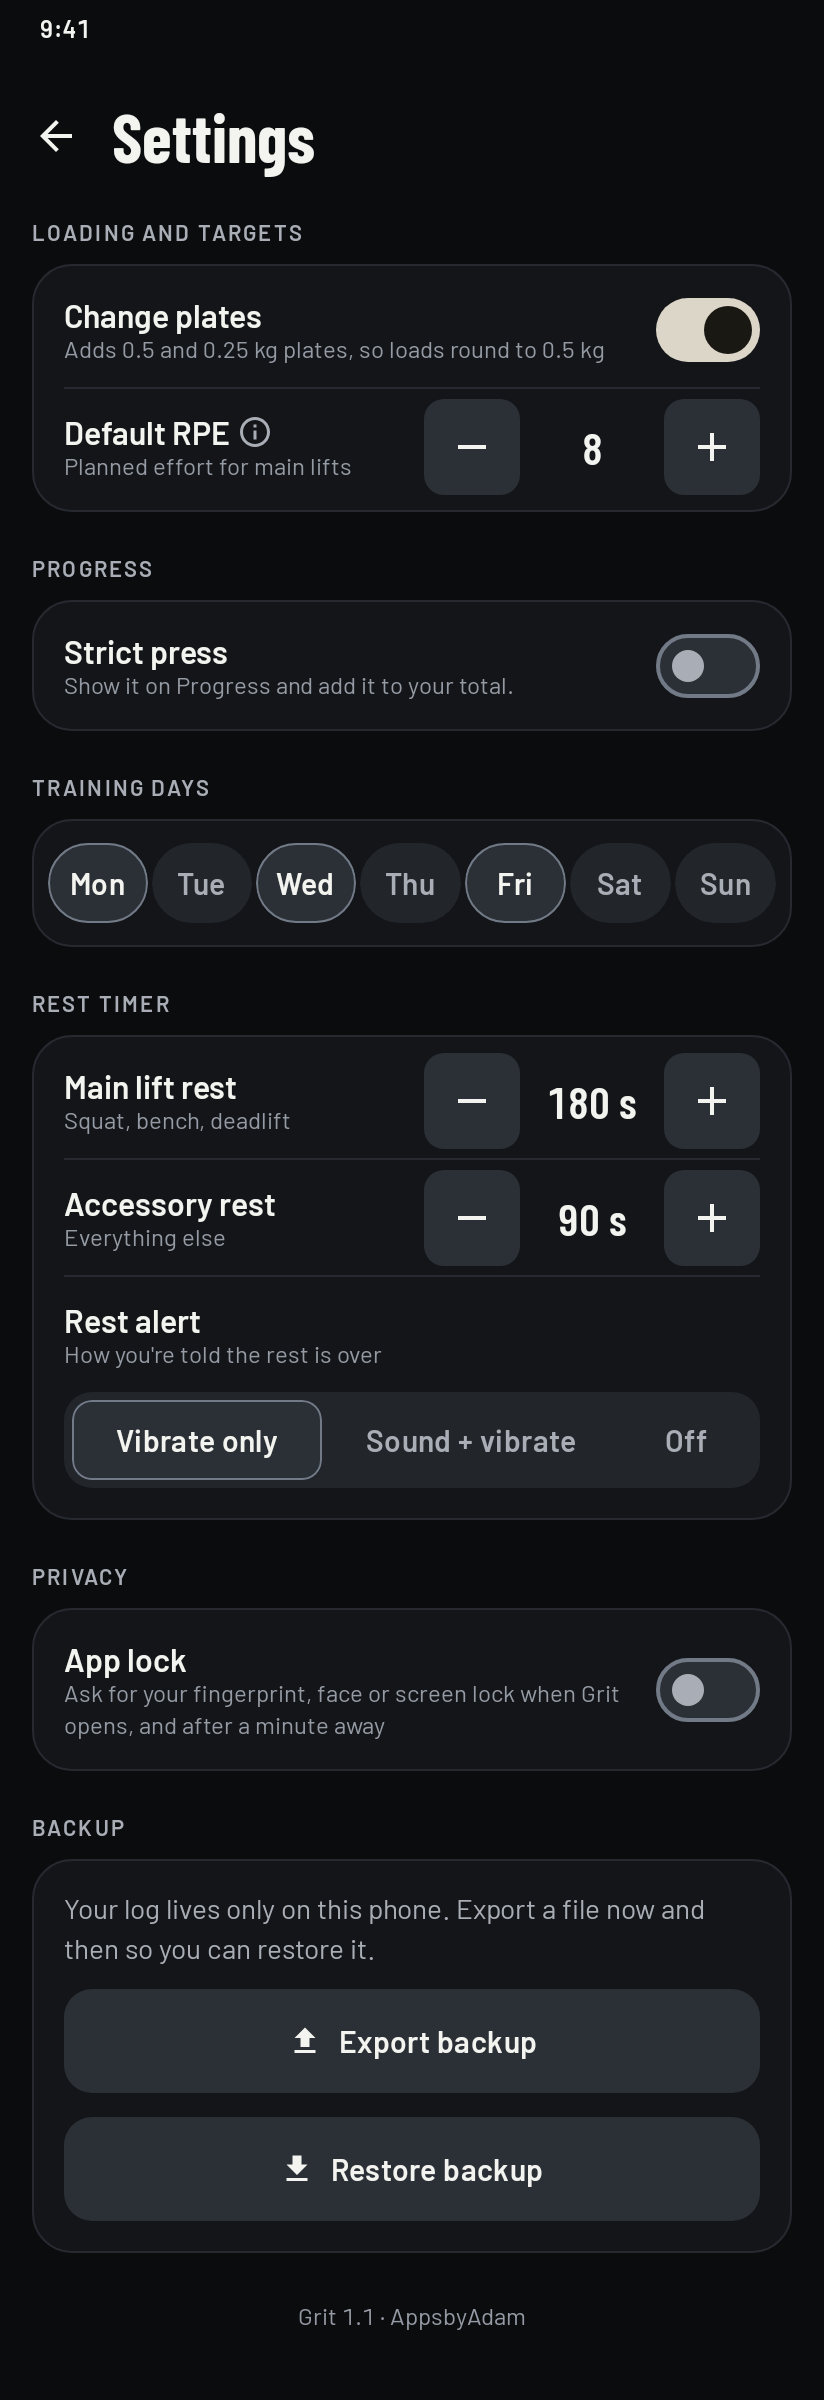 9:41
Settings
LOADING AND TARGETS
Change plates
Adds 0.5 and 0.25 kg plates, so loads round to 0.5 kg
Default RPE
Planned effort for main lifts
8
PROGRESS
Strict press
Show it on Progress and add it to your total.
TRAINING DAYS
Mon Tue Wed Thu Fri Sat Sun
REST TIMER
Main lift rest
Squat, bench, deadlift
180 s
Accessory rest
Everything else
90 s
Rest alert
How you're told the rest is over
Vibrate only Sound + vibrate Off
PRIVACY
App lock
Ask for your fingerprint, face or screen lock when Grit
opens, and after a minute away
BACKUP
Your log lives only on this phone. Export a file now and
then so you can restore it.
Export backup
Restore backup
Grit 1.1 · AppsbyAdam